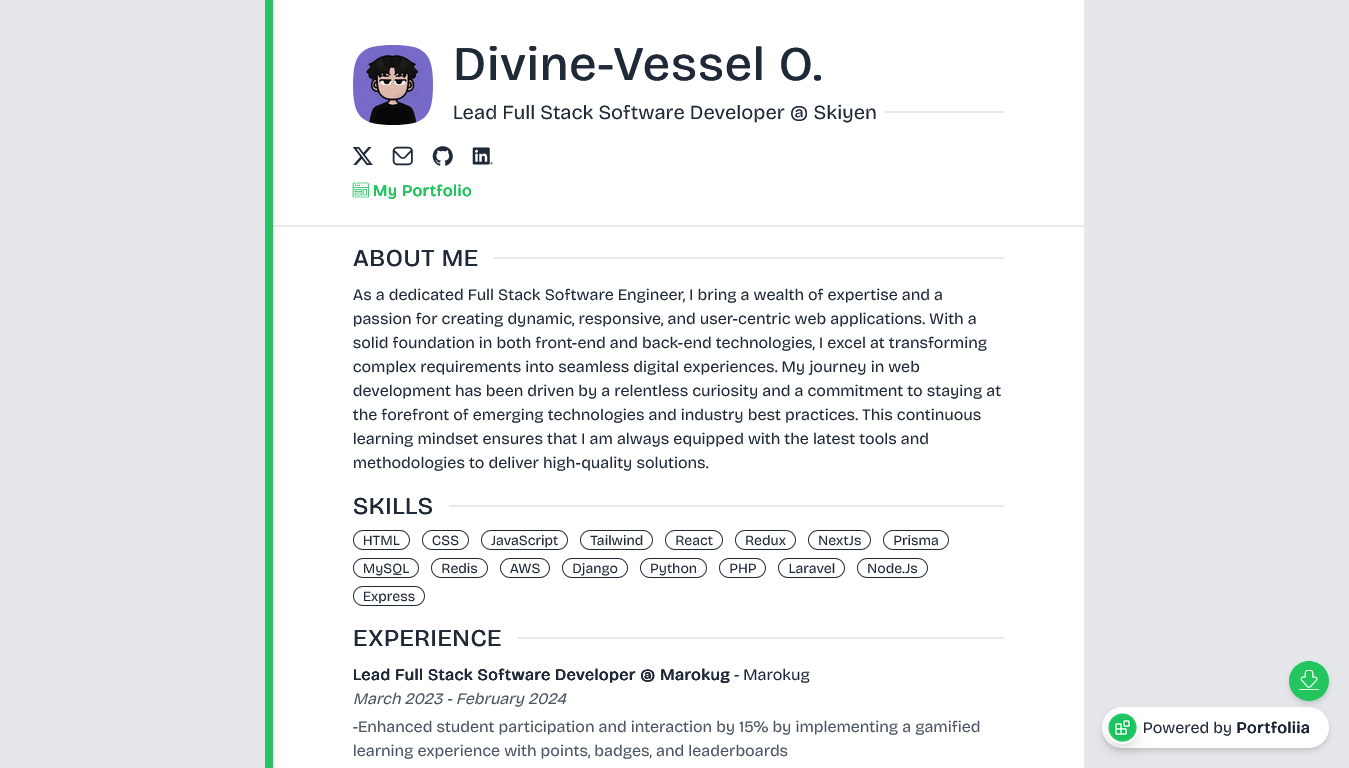 Divine-Vessel O.
Lead Full Stack Software Developer @ Skiyen
My Portfolio
ABOUT ME
As a dedicated Full Stack Software Engineer, I bring a wealth of expertise and a
passion for creating dynamic, responsive, and user-centric web applications. With a
solid foundation in both front-end and back-end technologies, I excel at transforming
complex requirements into seamless digital experiences. My journey in web
development has been driven by a relentless curiosity and a commitment to staying at
the forefront of emerging technologies and industry best practices. This continuous
learning mindset ensures that I am always equipped with the latest tools and
methodologies to deliver high-quality solutions.
SKILLS
HTML CSS JavaScript Tailwind React Redux NextJs Prisma
MySQL Redis AWS Django Python PHP Laravel Node.Js
Express
EXPERIENCE
Lead Full Stack Software Developer @ Marokug - Marokug
March 2023 - February 2024
-Enhanced student participation and interaction by 15% by implementing a gamified
learning experience with points, badges, and leaderboards
Powered by Portfoliia